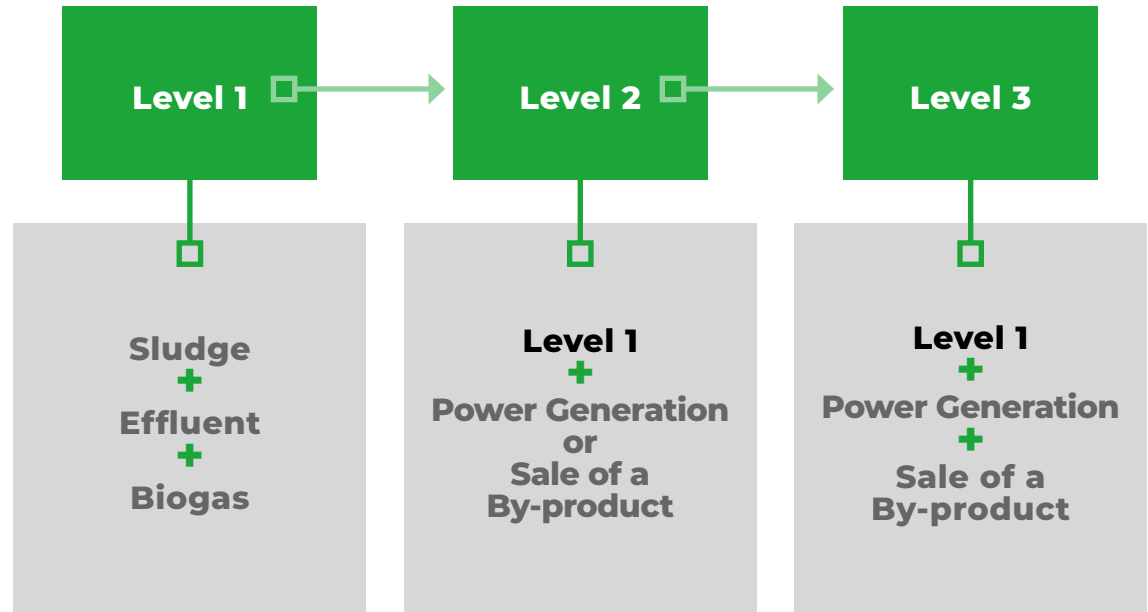 Level 1
Level 2
Level 3
Sludge
+
Effluent
+
Biogas
Level 1
+
Power Generation
or
Sale of a
By-product
Level 1
+
Power Generation
+
Sale of a
By-product